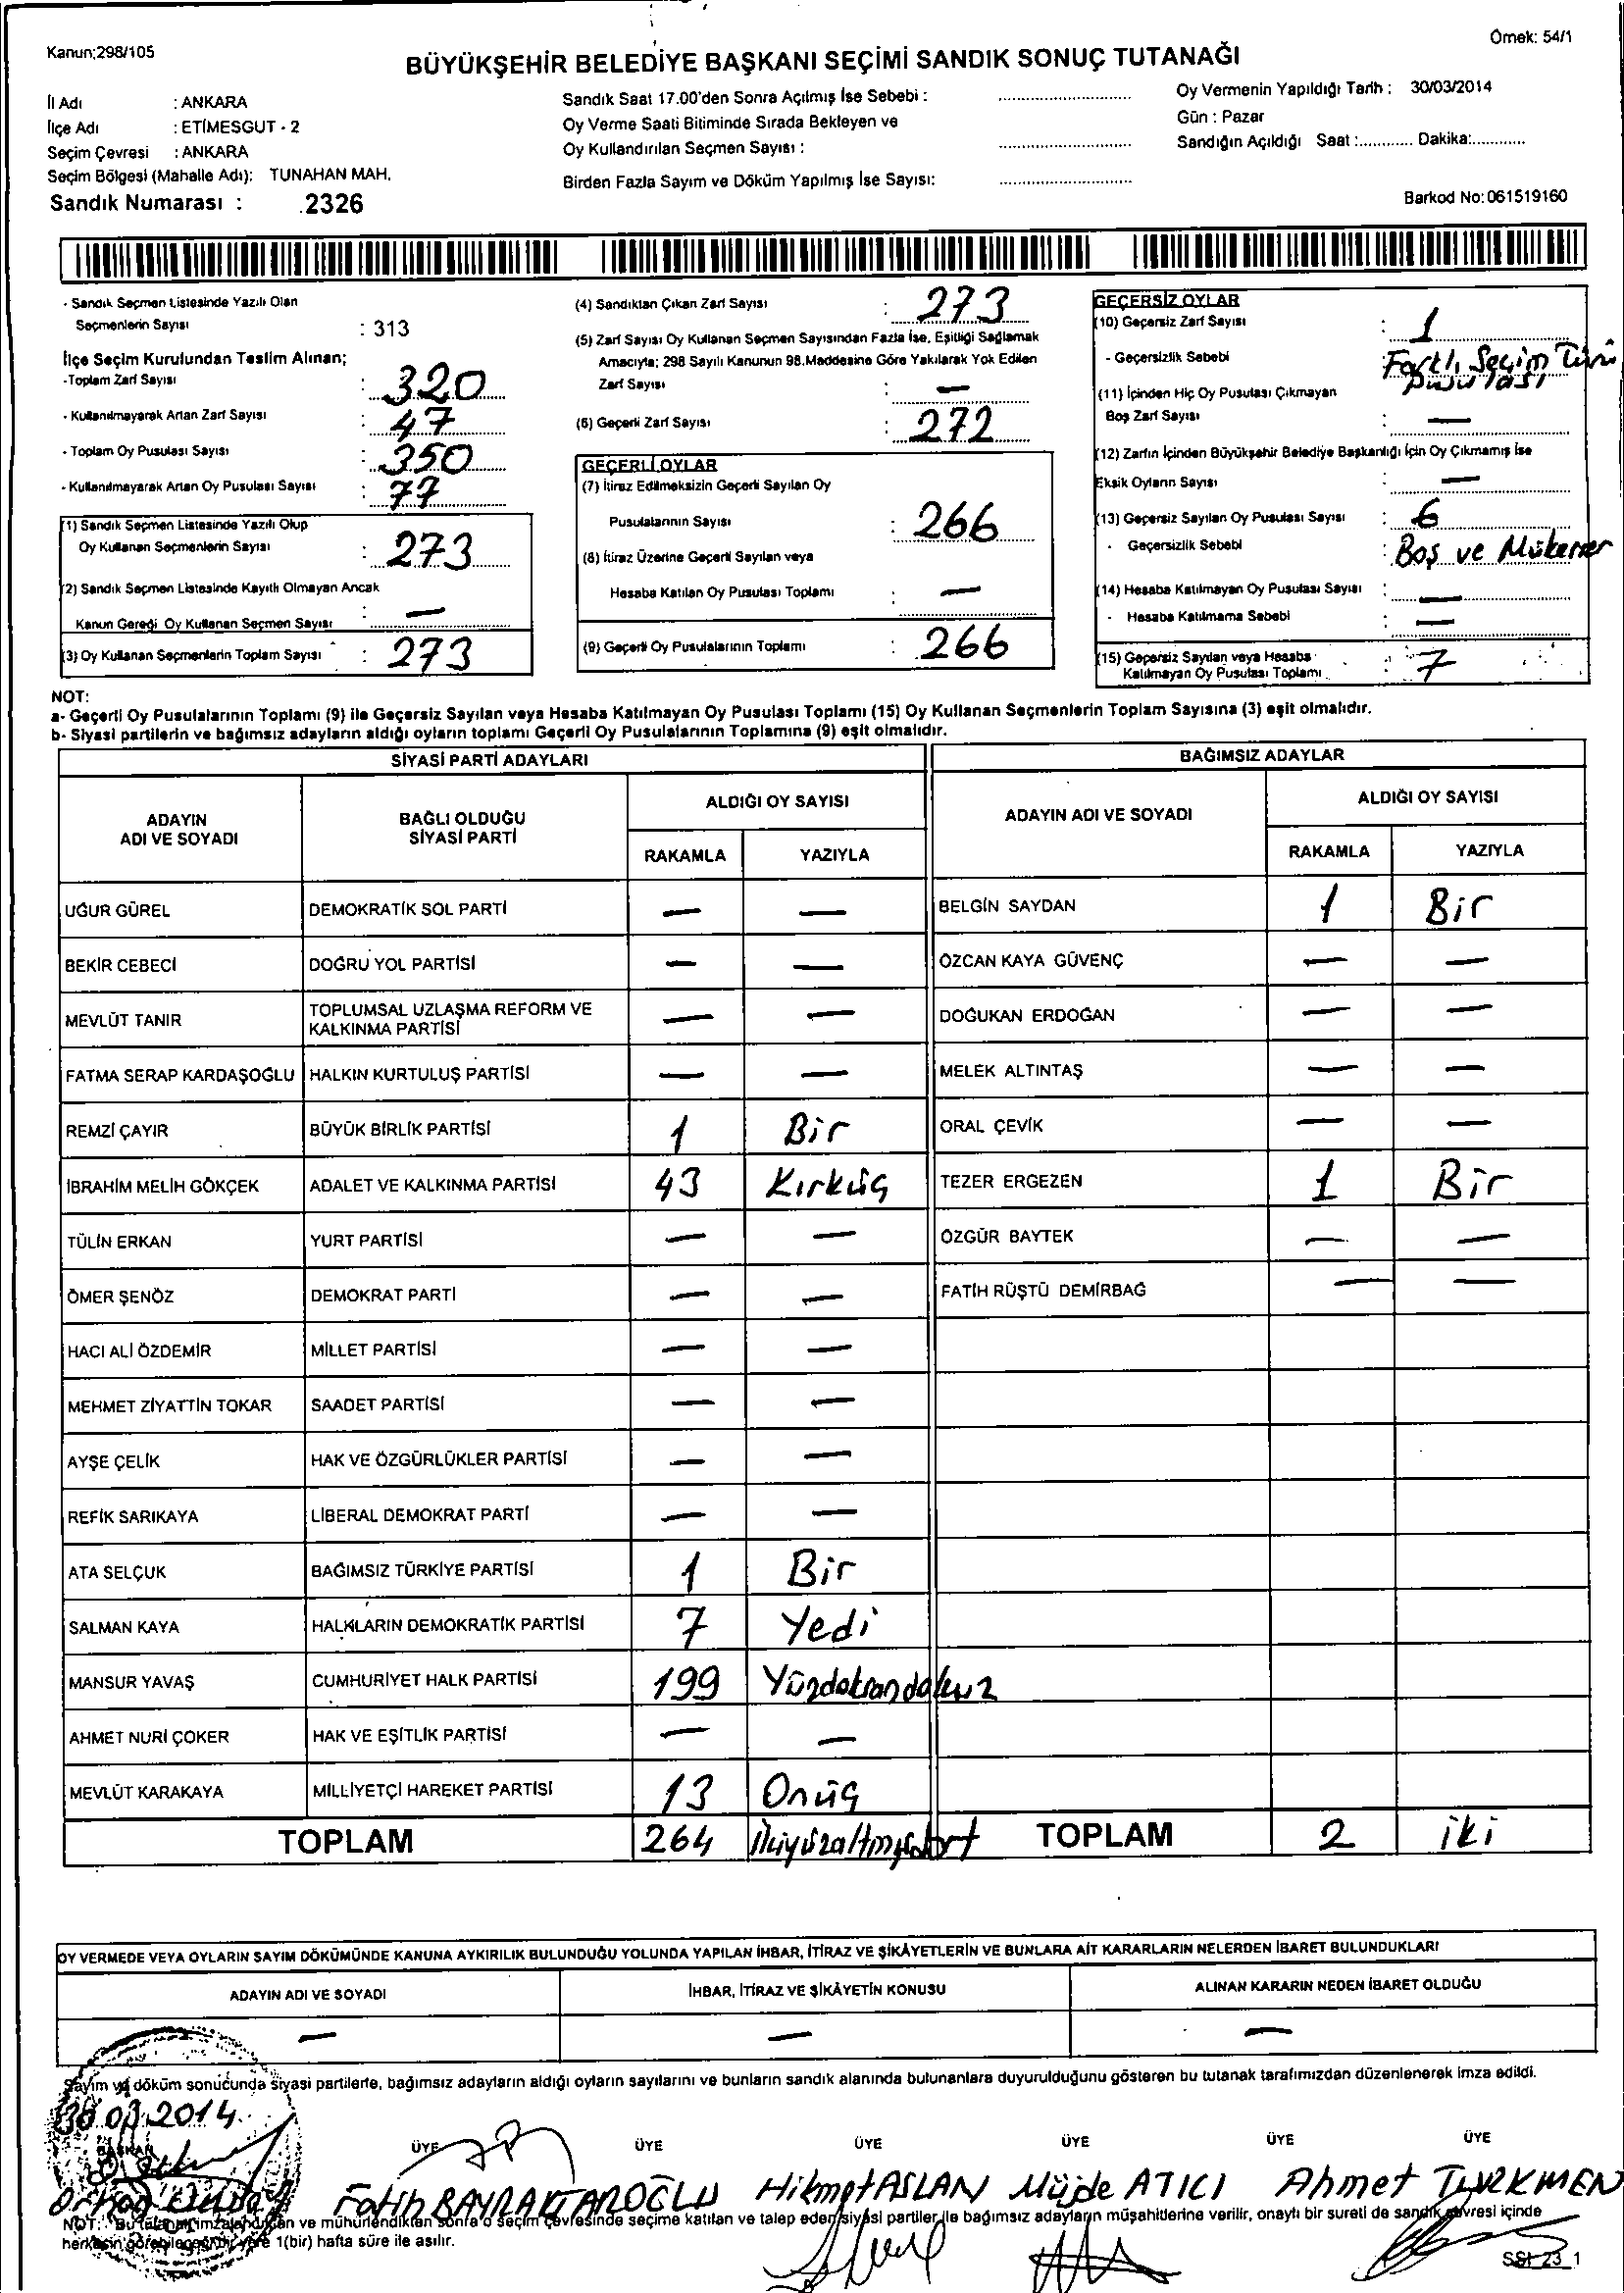 Kanun;298/105
Örnek: 54/1
BÜYÜKŞEHİR BELEDİYE BAŞKANI SEÇİMİ SANDIK SONUÇ TUTANAĞI
İl Adı : ANKARA
İlçe Adı : ETİMESGUT - 2
Seçim Çevresi : ANKARA
Seçim Bölgesi (Mahalle Adı): TUNAHAN MAH.
Sandık Numarası : 2326
Sandık Saat 17.00'den Sonra Açılmış İse Sebebi :
Oy Verme Saati Bitiminde Sırada Bekleyen ve
Oy Kullandırılan Seçmen Sayısı :
Birden Fazla Sayım ve Döküm Yapılmış İse Sayısı:
Oy Vermenin Yapıldığı Tarih : 30/03/2014
Gün : Pazar
Sandığın Açıldığı Saat :............ Dakika:............
Barkod No: 061519160
- Sandık Seçmen Listesinde Yazılı Olan
Seçmenlerin Sayısı : 313
İlçe Seçim Kurulundan Teslim Alınan;
-Toplam Zarf Sayısı : 320
- Kullanılmayarak Artan Zarf Sayısı : 47
- Toplam Oy Pusulası Sayısı : 350
- Kullanılmayarak Artan Oy Pusulası Sayısı : 77
(1) Sandık Seçmen Listesinde Yazılı Olup
Oy Kullanan Seçmenlerin Sayısı : 273
(2) Sandık Seçmen Listesinde Kayıtlı Olmayan Ancak
Kanun Gereği Oy Kullanan Seçmen Sayısı : —
(3) Oy Kullanan Seçmenlerin Toplam Sayısı : 273
(4) Sandıktan Çıkan Zarf Sayısı : 273
(5) Zarf Sayısı Oy Kullanan Seçmen Sayısından Fazla İse, Eşitliği Sağlamak
Amacıyla; 298 Sayılı Kanunun 98.Maddesine Göre Yakılarak Yok Edilen
Zarf Sayısı : —
(6) Geçerli Zarf Sayısı : 272
GEÇERLİ OYLAR
(7) İtiraz Edilmeksizin Geçerli Sayılan Oy
Pusulalarının Sayısı : 266
(8) İtiraz Üzerine Geçerli Sayılan veya
Hesaba Katılan Oy Pusulası Toplamı : —
(9) Geçerli Oy Pusulalarının Toplamı : 266
GEÇERSİZ OYLAR
(10) Geçersiz Zarf Sayısı : 1
- Geçersizlik Sebebi : Farklı Seçim Türü
Pusulası
(11) İçinden Hiç Oy Pusulası Çıkmayan
Boş Zarf Sayısı : —
(12) Zarfın İçinden Büyükşehir Belediye Başkanlığı İçin Oy Çıkmamış İse
Eksik Oyların Sayısı : —
(13) Geçersiz Sayılan Oy Pusulası Sayısı : 6
- Geçersizlik Sebebi : Boş ve Mükerrer
(14) Hesaba Katılmayan Oy Pusulası Sayısı : —
- Hesaba Katılmama Sebebi : —
(15) Geçersiz Sayılan veya Hesaba
Katılmayan Oy Pusulası Toplamı : 7
NOT:
a- Geçerli Oy Pusulalarının Toplamı (9) ile Geçersiz Sayılan veya Hesaba Katılmayan Oy Pusulası Toplamı (15) Oy Kullanan Seçmenlerin Toplam Sayısına (3) eşit olmalıdır.
b- Siyasi partilerin ve bağımsız adayların aldığı oyların toplamı Geçerli Oy Pusulalarının Toplamına (9) eşit olmalıdır.
SİYASİ PARTİ ADAYLARI
ADAYIN ADI VE SOYADI
BAĞLI OLDUĞU SİYASİ PARTİ
ALDIĞI OY SAYISI
RAKAMLA YAZIYLA
UĞUR GÜREL DEMOKRATİK SOL PARTİ — —
BEKİR CEBECİ DOĞRU YOL PARTİSİ — —
MEVLÜT TANIR TOPLUMSAL UZLAŞMA REFORM VE KALKINMA PARTİSİ — —
FATMA SERAP KARDAŞOĞLU HALKIN KURTULUŞ PARTİSİ — —
REMZİ ÇAYIR BÜYÜK BİRLİK PARTİSİ 1 Bir
İBRAHİM MELİH GÖKÇEK ADALET VE KALKINMA PARTİSİ 43 Kırküç
TÜLİN ERKAN YURT PARTİSİ — —
ÖMER ŞENÖZ DEMOKRAT PARTİ — —
HACI ALİ ÖZDEMİR MİLLET PARTİSİ — —
MEHMET ZİYATTİN TOKAR SAADET PARTİSİ — —
AYŞE ÇELİK HAK VE ÖZGÜRLÜKLER PARTİSİ — —
REFİK SARIKAYA LİBERAL DEMOKRAT PARTİ — —
ATA SELÇUK BAĞIMSIZ TÜRKİYE PARTİSİ 1 Bir
SALMAN KAYA HALKLARIN DEMOKRATİK PARTİSİ 7 Yedi
MANSUR YAVAŞ CUMHURİYET HALK PARTİSİ 199 Yüzdoksandokuz
AHMET NURİ ÇOKER HAK VE EŞİTLİK PARTİSİ — —
MEVLÜT KARAKAYA MİLLİYETÇİ HAREKET PARTİSİ 13 Onüç
TOPLAM 264 İkiyüzaltmışdört
BAĞIMSIZ ADAYLAR
ADAYIN ADI VE SOYADI
ALDIĞI OY SAYISI
RAKAMLA YAZIYLA
BELGİN SAYDAN 1 Bir
ÖZCAN KAYA GÜVENÇ — —
DOĞUKAN ERDOĞAN — —
MELEK ALTINTAŞ — —
ORAL ÇEVİK — —
TEZER ERGEZEN 1 Bir
ÖZGÜR BAYTEK — —
FATİH RÜŞTÜ DEMİRBAĞ — —
TOPLAM 2 iki
OY VERMEDE VEYA OYLARIN SAYIM DÖKÜMÜNDE KANUNA AYKIRILIK BULUNDUĞU YOLUNDA YAPILAN İHBAR, İTİRAZ VE ŞİKÂYETLERİN VE BUNLARA AİT KARARLARIN NELERDEN İBARET BULUNDUKLARI
ADAYIN ADI VE SOYADI İHBAR, İTİRAZ VE ŞİKÂYETİN KONUSU ALINAN KARARIN NEDEN İBARET OLDUĞU
— — —
Sayım ve döküm sonucunda siyasi partilerle, bağımsız adayların aldığı oyların sayılarını ve bunların sandık alanında bulunanlara duyurulduğunu gösteren bu tutanak tarafımızdan düzenlenerek imza edildi.
30.03.2014
BAŞKAN ÜYE ÜYE ÜYE ÜYE ÜYE ÜYE
Fatih BAYRAKTAROĞLU Hikmet ASLAN Müjde ATICI Ahmet TÜRKMEN
NOT: Bu tutanak imzalandıktan ve mühürlendikten sonra o seçim çevresinde seçime katılan ve talep eden siyasi partiler ile bağımsız adayların müşahitlerine verilir, onaylı bir sureti de sandık çevresi içinde
herkesin görebileceği bir yere 1(bir) hafta süre ile asılır.